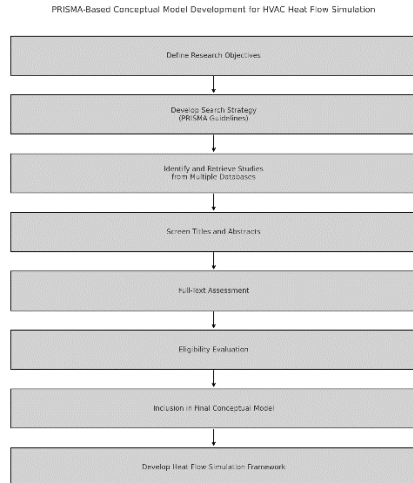 PRISMA-Based Conceptual Model Development for HVAC Heat Flow Simulation
Define Research Objectives
Develop Search Strategy
(PRISMA Guidelines)
Identify and Retrieve Studies
from Multiple Databases
Screen Titles and Abstracts
Full-Text Assessment
Eligibility Evaluation
Inclusion in Final Conceptual Model
Develop Heat Flow Simulation Framework